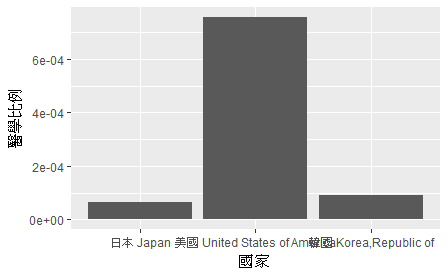 醫學比例
6e-04
4e-04
2e-04
0e+00
日本 Japan
美國 United States of America
韓國 Korea,Republic of
國家